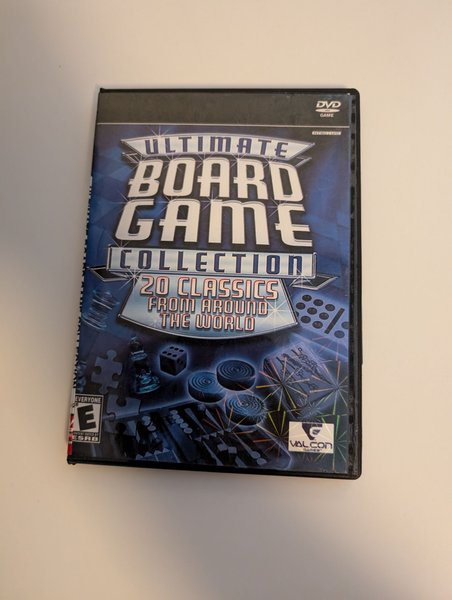 DVD
GAME
ULTIMATE
BOARD
GAME
COLLECTION
20 CLASSICS
FROM AROUND
THE WORLD
EVERYONE
E
ESRB
VALCON
GAMES